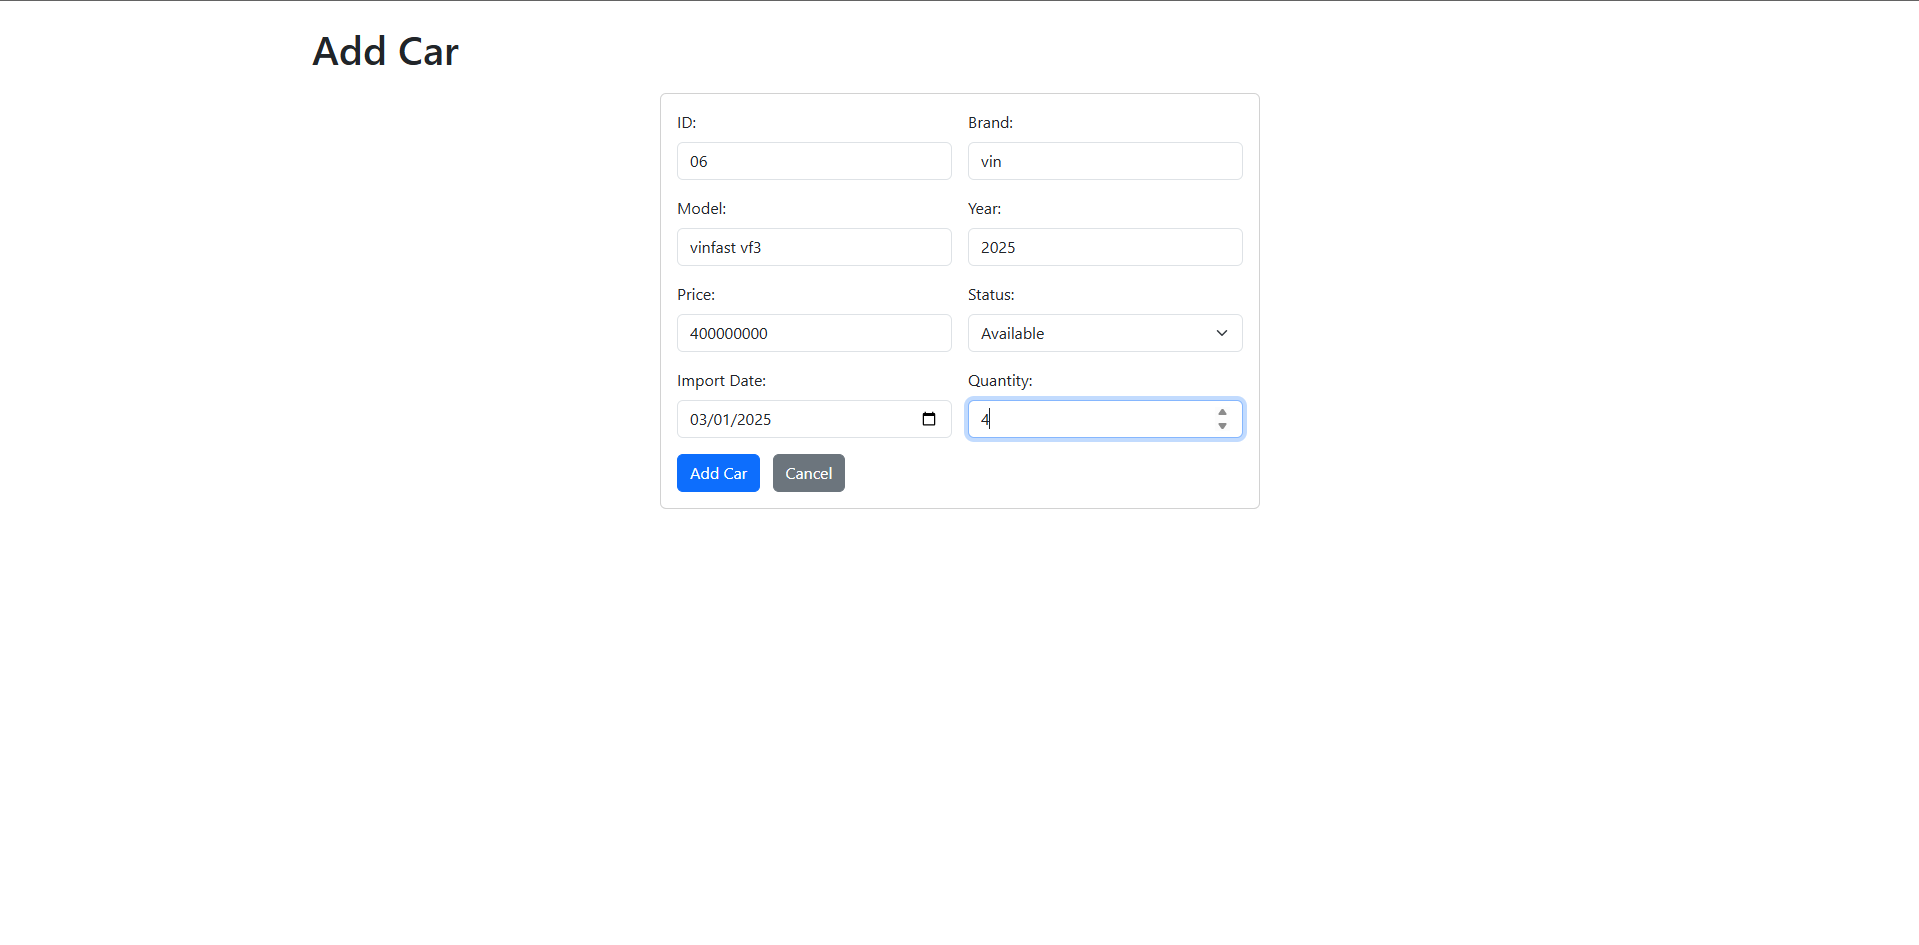 Add Car
ID: Brand:
06 vin
Model: Year:
vinfast vf3 2025
Price: Status:
400000000 Available
Import Date: Quantity:
03/01/2025 4
Add Car Cancel